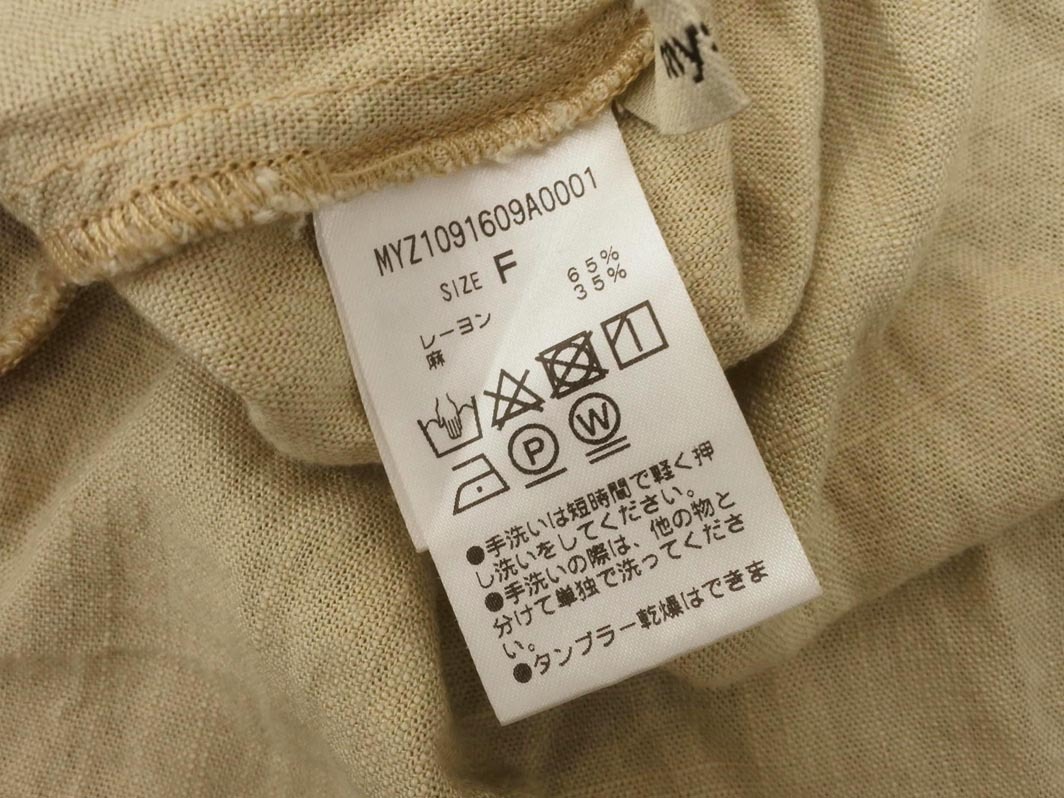 my
MYZ1091609A0001
SIZE F
レーヨン 65%
麻 35%
P W
●手洗いは短時間で軽く押
し洗いをしてください。
●手洗いの際は、他の物と
分けて単独で洗ってくださ
い。
●タンブラー乾燥はできま